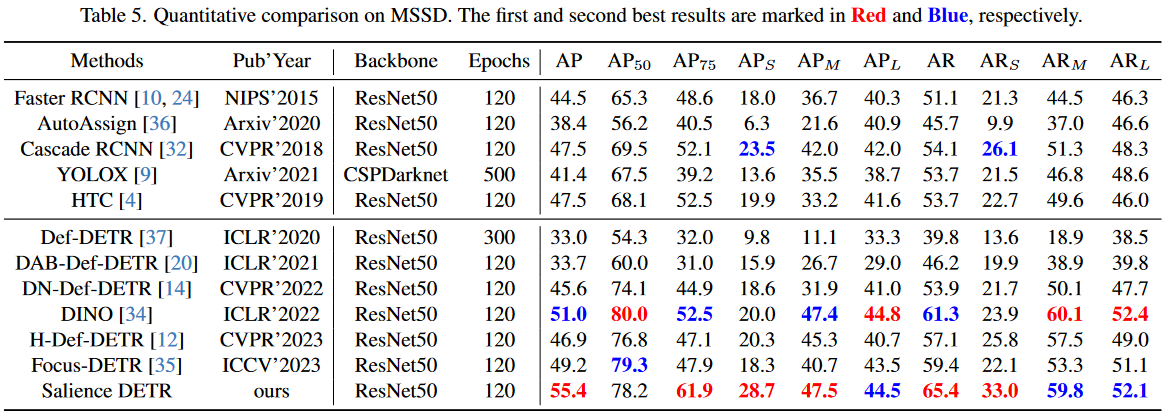 Table 5. Quantitative comparison on MSSD. The first and second best results are marked in Red and Blue, respectively.
Methods Pub'Year Backbone Epochs AP AP50 AP75 APS APM APL AR ARS ARM ARL
Faster RCNN [10, 24] NIPS'2015 ResNet50 120 44.5 65.3 48.6 18.0 36.7 40.3 51.1 21.3 44.5 46.3
AutoAssign [36] Arxiv'2020 ResNet50 120 38.4 56.2 40.5 6.3 21.6 40.9 45.7 9.9 37.0 46.6
Cascade RCNN [32] CVPR'2018 ResNet50 120 47.5 69.5 52.1 23.5 42.0 42.0 54.1 26.1 51.3 48.3
YOLOX [9] Arxiv'2021 CSPDarknet 500 41.4 67.5 39.2 13.6 35.5 38.7 53.7 21.5 46.8 48.6
HTC [4] CVPR'2019 ResNet50 120 47.5 68.1 52.5 19.9 33.2 41.6 53.7 22.7 49.6 46.0
Def-DETR [37] ICLR'2020 ResNet50 300 33.0 54.3 32.0 9.8 11.1 33.3 39.8 13.6 18.9 38.5
DAB-Def-DETR [20] ICLR'2021 ResNet50 120 33.7 60.0 31.0 15.9 26.7 29.0 46.2 19.9 38.9 39.8
DN-Def-DETR [14] CVPR'2022 ResNet50 120 45.6 74.1 44.9 18.6 31.9 41.0 53.9 21.7 50.1 47.7
DINO [34] ICLR'2022 ResNet50 120 51.0 80.0 52.5 20.0 47.4 44.8 61.3 23.9 60.1 52.4
H-Def-DETR [12] CVPR'2023 ResNet50 120 46.9 76.8 47.1 20.3 45.3 40.7 57.1 25.8 57.5 49.0
Focus-DETR [35] ICCV'2023 ResNet50 120 49.2 79.3 47.9 18.3 40.7 43.5 59.4 22.1 53.3 51.1
Salience DETR ours ResNet50 120 55.4 78.2 61.9 28.7 47.5 44.5 65.4 33.0 59.8 52.1